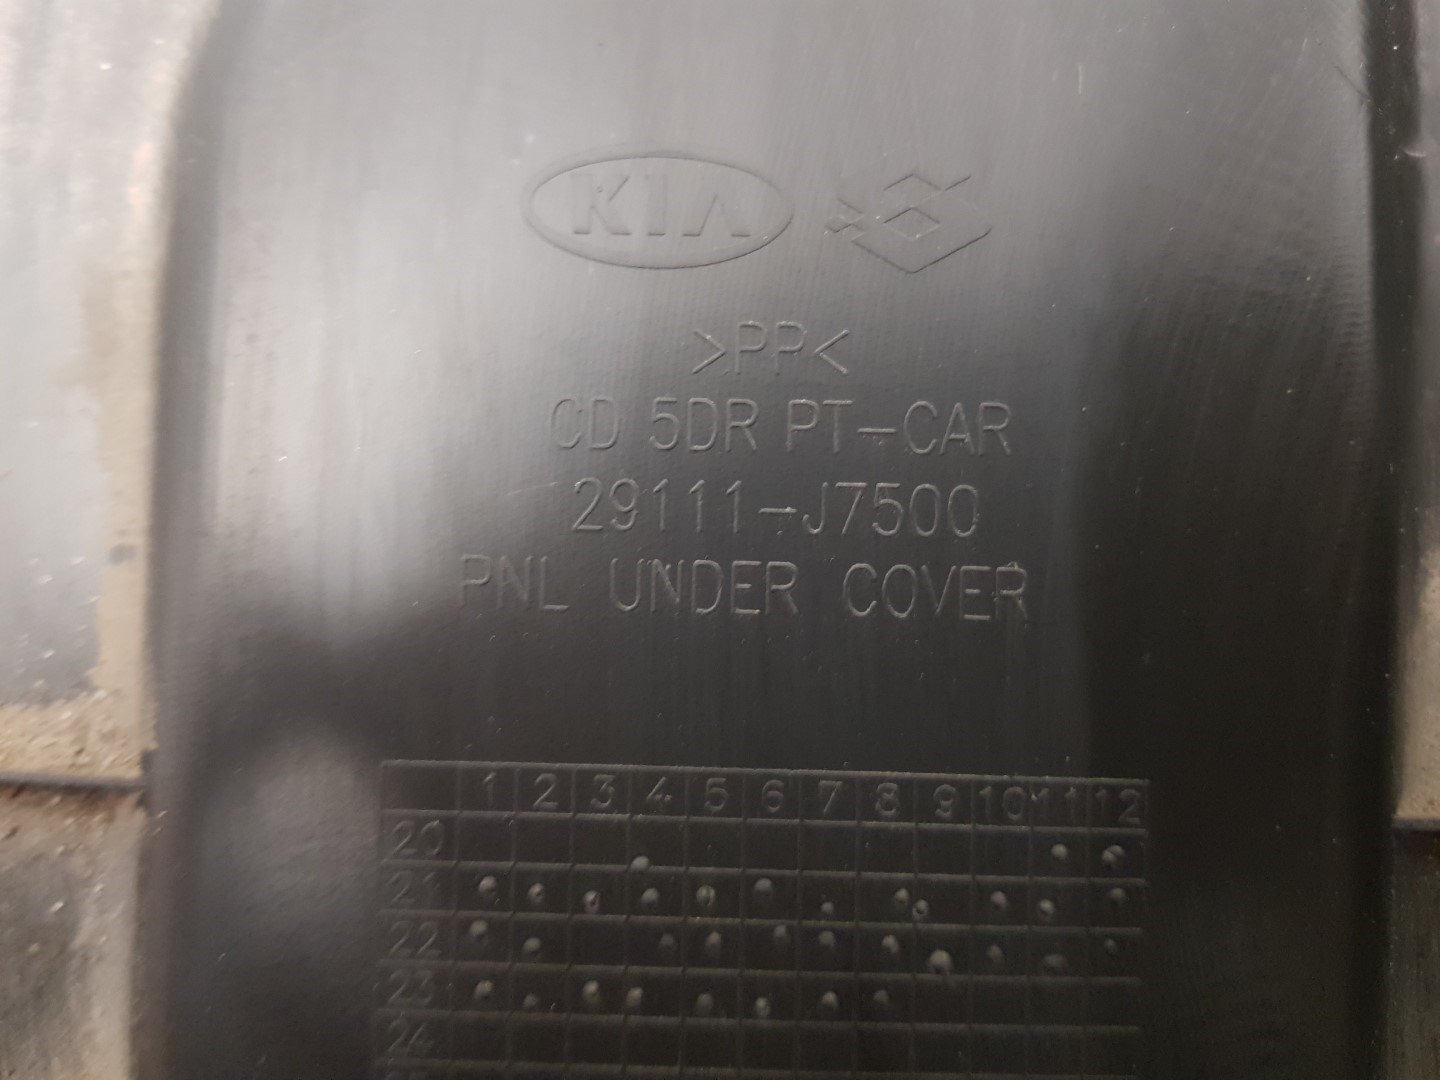 KIA
>PP<
CD 5DR PT-CAR
29111-J7500
PNL UNDER COVER
1 2 3 4 5 6 7 8 9 10 11 12
20
21
22
23
24